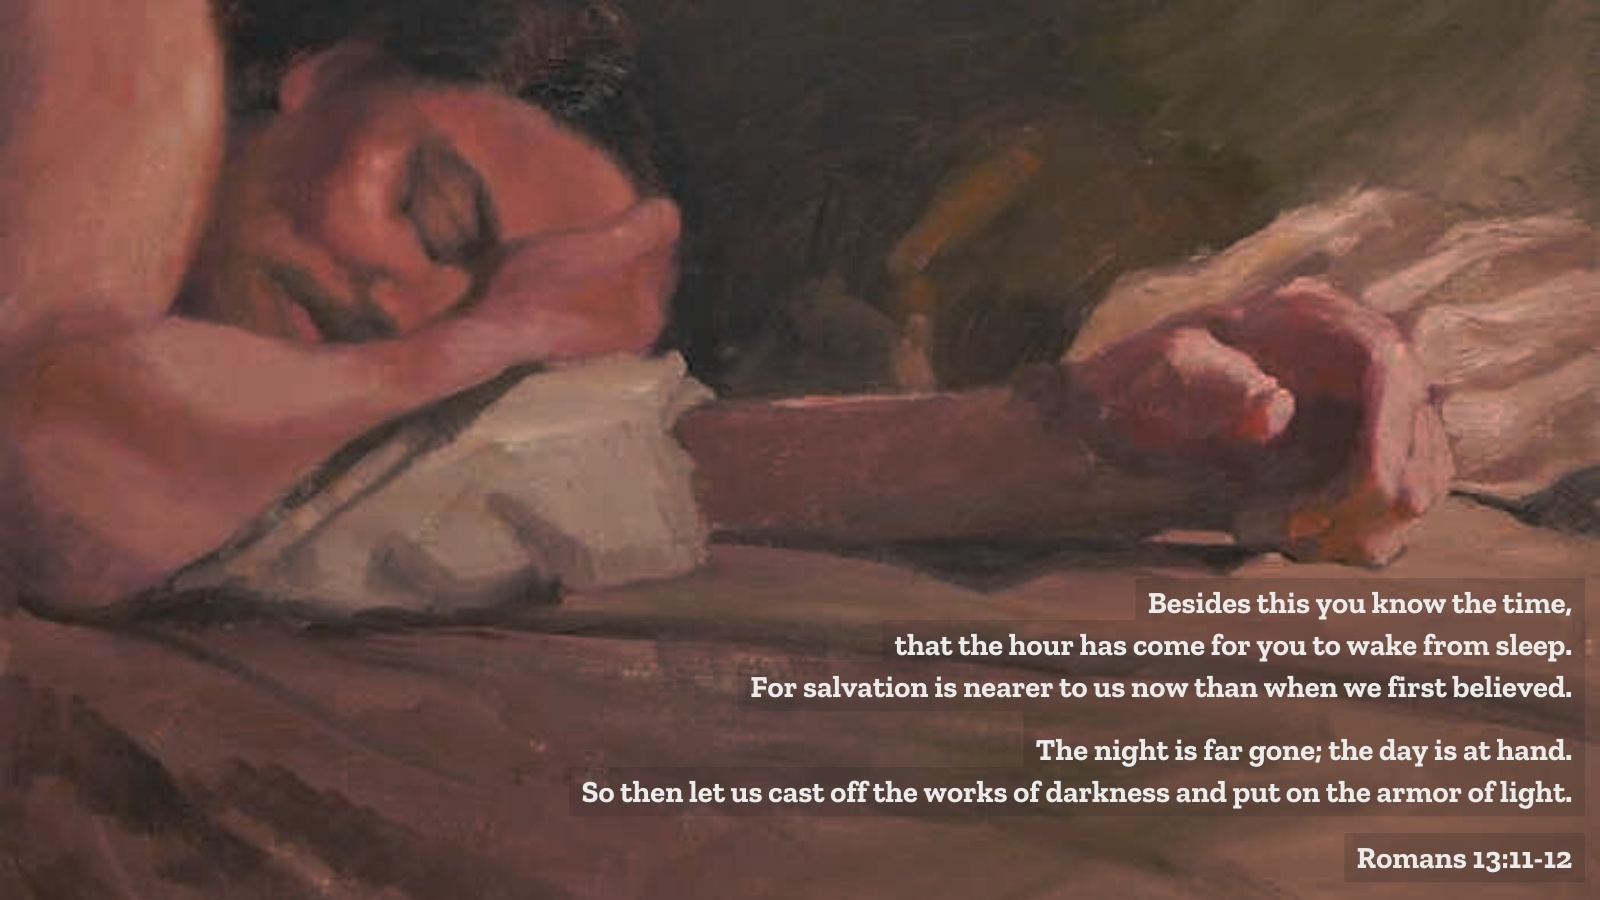 Besides this you know the time,
that the hour has come for you to wake from sleep.
For salvation is nearer to us now than when we first believed.
The night is far gone; the day is at hand.
So then let us cast off the works of darkness and put on the armor of light.
Romans 13:11-12